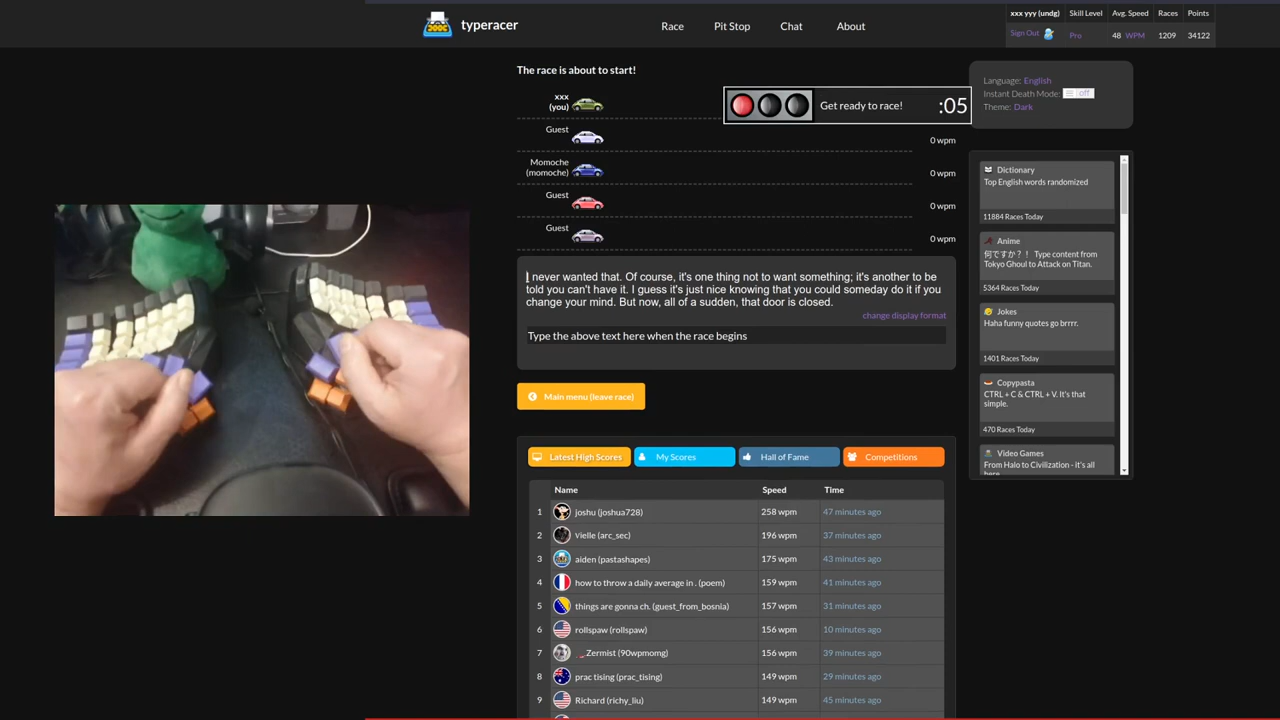 typeracer
Race
Pit Stop
Chat
About
xxx yyy (undg)
Skill Level
Avg. Speed
Races
Points
Sign Out
Pro
48 WPM
1209
34122
The race is about to start!
Language: English
Instant Death Mode: off
Theme: Dark
xxx
(you)
Get ready to race!
:05
Guest
0 wpm
Momoche
(momoche)
0 wpm
Guest
0 wpm
Guest
0 wpm
I never wanted that. Of course, it's one thing not to want something; it's another to be
told you can't have it. I guess it's just nice knowing that you could someday do it if you
change your mind. But now, all of a sudden, that door is closed.
change display format
Type the above text here when the race begins
Main menu (leave race)
Dictionary
Top English words randomized
11884 Races Today
Anime
何ですか？！ Type content from
Tokyo Ghoul to Attack on Titan.
5364 Races Today
Jokes
Haha funny quotes go brrrr.
1401 Races Today
Copypasta
CTRL + C & CTRL + V. It's that
simple.
470 Races Today
Video Games
From Halo to Civilization - it's all
here
Latest High Scores
My Scores
Hall of Fame
Competitions
Name
Speed
Time
1 joshu (joshua728) 258 wpm 47 minutes ago
2 Vielle (arc_sec) 196 wpm 37 minutes ago
3 aiden (pastashapes) 175 wpm 43 minutes ago
4 how to throw a daily average in . (poem) 159 wpm 41 minutes ago
5 things are gonna ch. (guest_from_bosnia) 157 wpm 31 minutes ago
6 rollspaw (rollspaw) 156 wpm 10 minutes ago
7 Zermist (90wpmomg) 156 wpm 39 minutes ago
8 prac tising (prac_tising) 149 wpm 29 minutes ago
9 Richard (richy_liu) 149 wpm 45 minutes ago